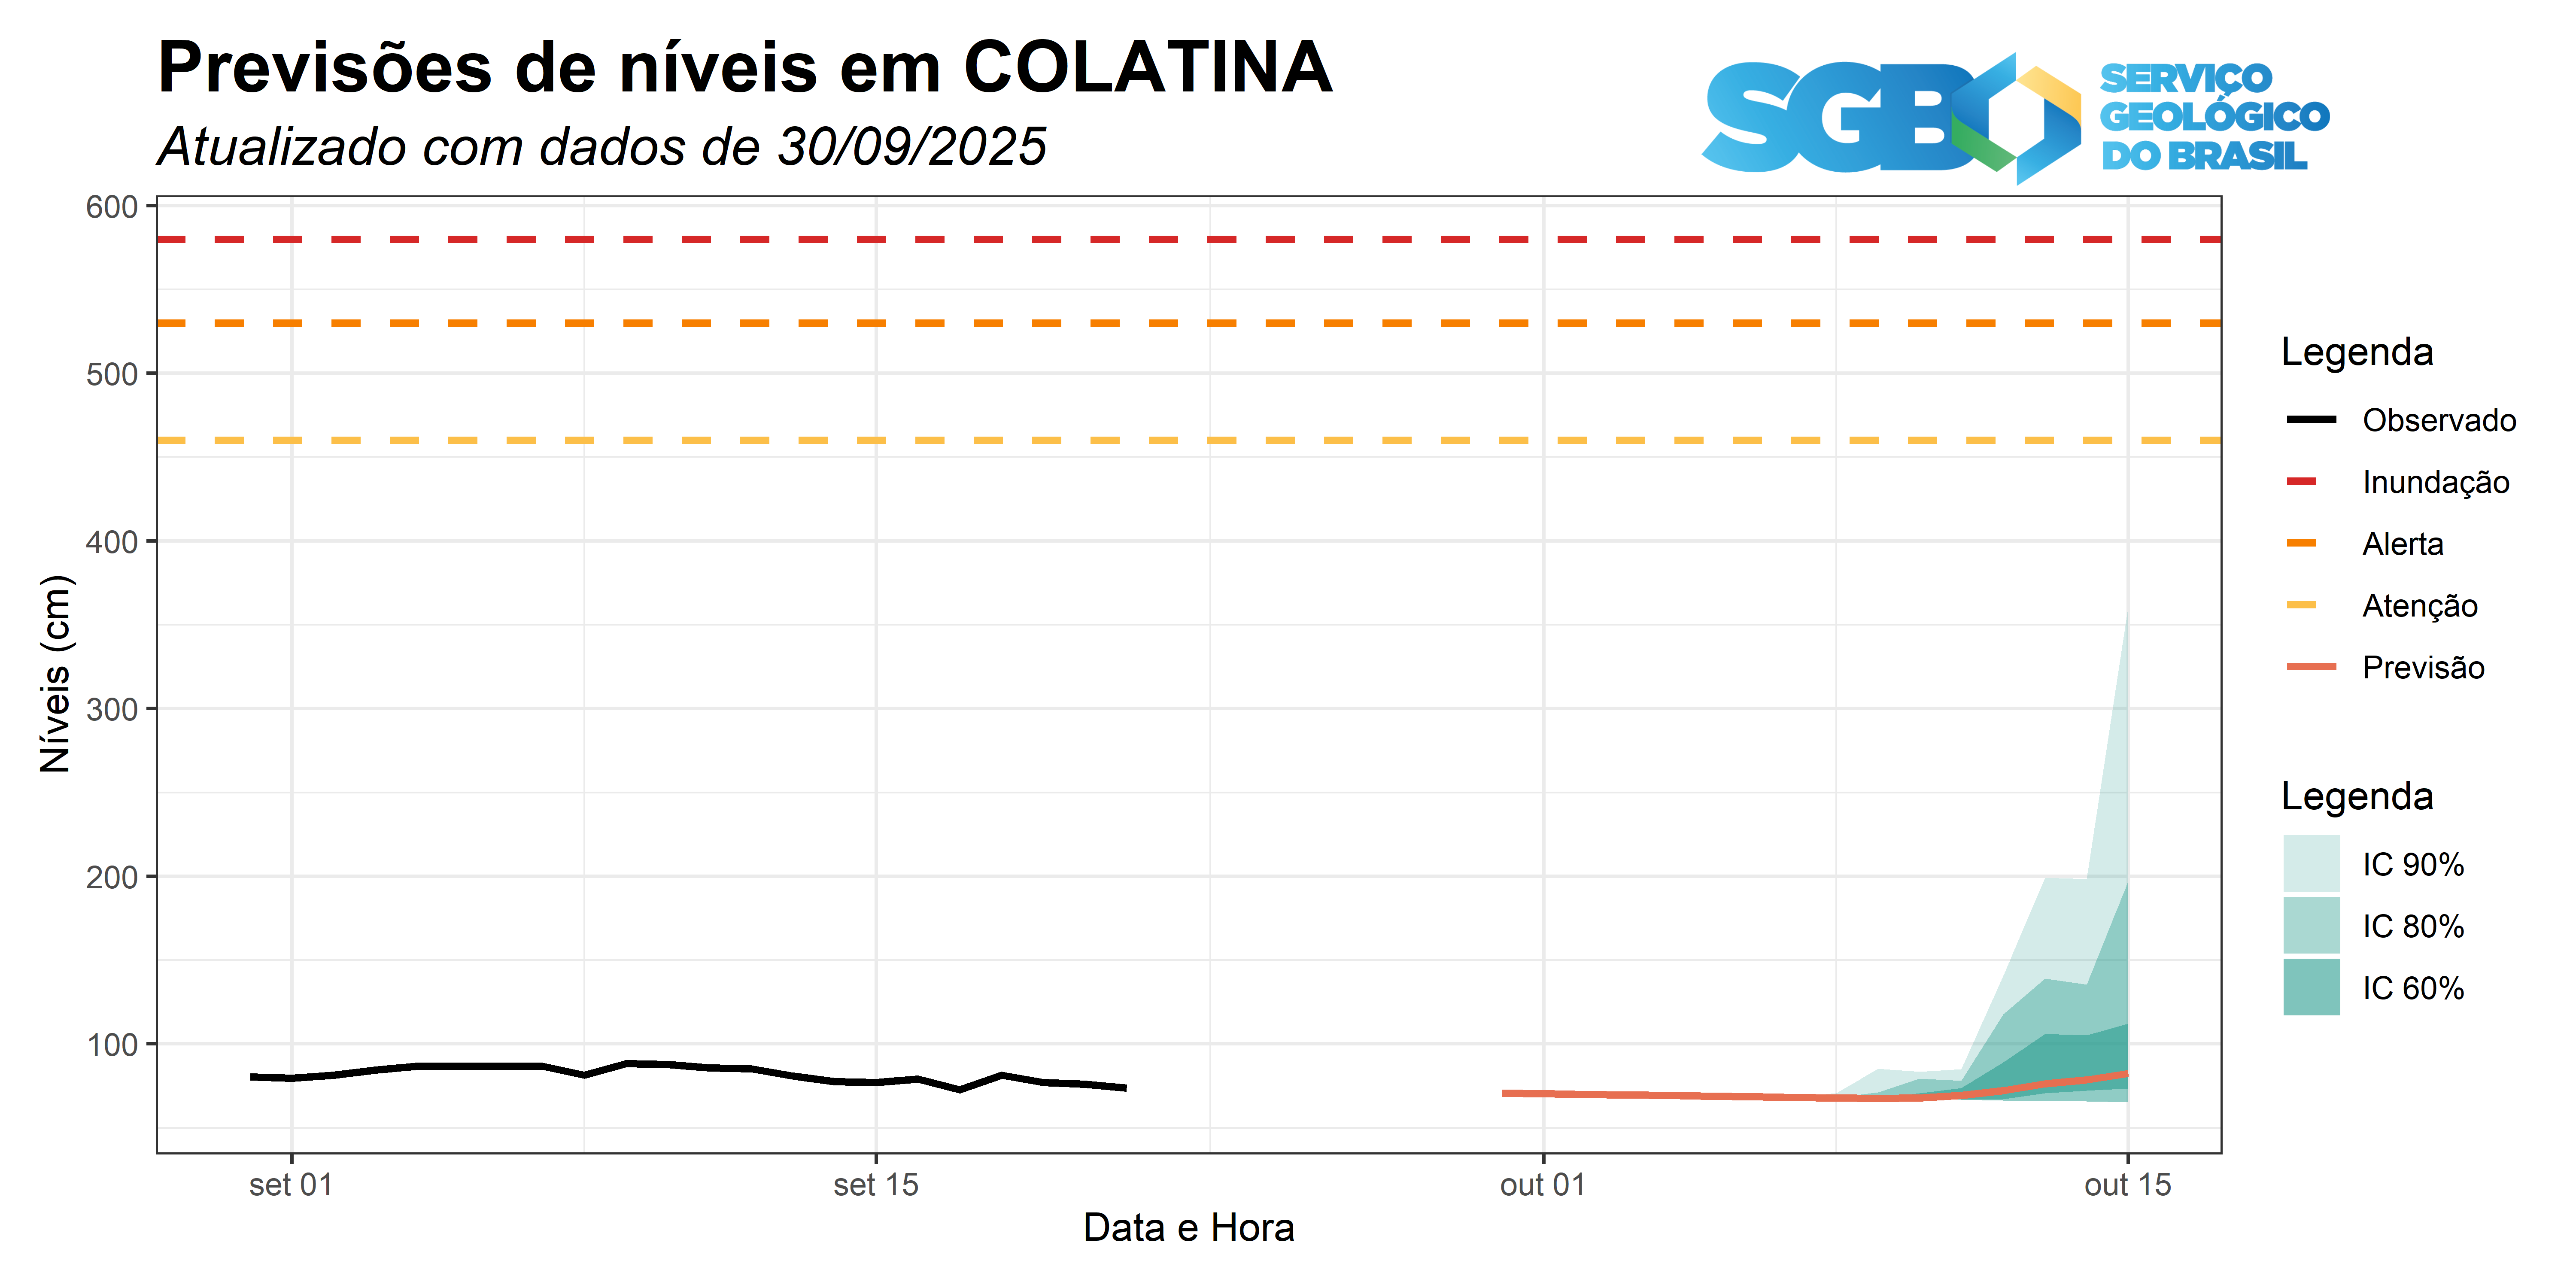 Previsões de níveis em COLATINA
Atualizado com dados de 30/09/2025
SGB
SERVIÇO
GEOLÓGICO
DO BRASIL
600
500
400
300
200
100
Níveis (cm)
set 01
set 15
out 01
out 15
Data e Hora
Legenda
Observado
Inundação
Alerta
Atenção
Previsão
Legenda
IC 90%
IC 80%
IC 60%